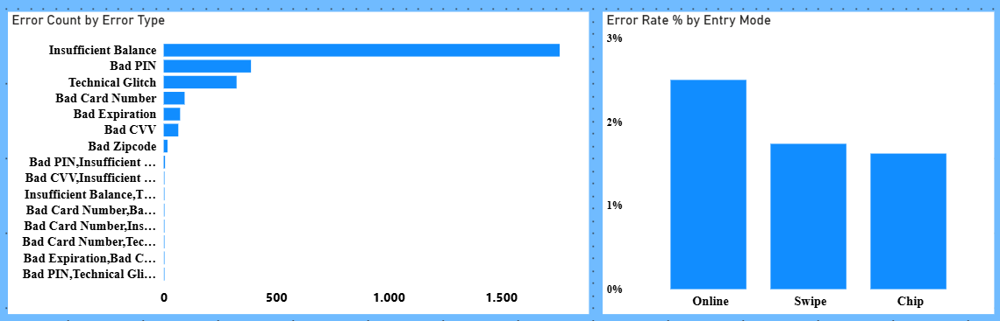 Error Count by Error Type
Insufficient Balance
Bad PIN
Technical Glitch
Bad Card Number
Bad Expiration
Bad CVV
Bad Zipcode
Bad PIN,Insufficient ...
Bad CVV,Insufficient ...
Insufficient Balance,T...
Bad Card Number,Ba...
Bad Card Number,Ins...
Bad Card Number,Tec...
Bad Expiration,Bad C...
Bad PIN,Technical Gli...
0 500 1.000 1.500
Error Rate % by Entry Mode
3%
2%
1%
0%
Online Swipe Chip